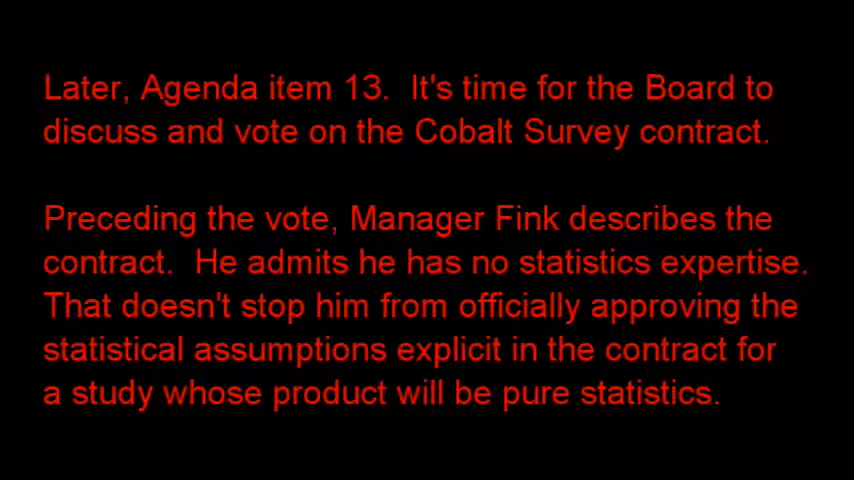 Later, Agenda item 13.  It's time for the Board to
discuss and vote on the Cobalt Survey contract.
Preceding the vote, Manager Fink describes the
contract.  He admits he has no statistics expertise.
That doesn't stop him from officially approving the
statistical assumptions explicit in the contract for
a study whose product will be pure statistics.